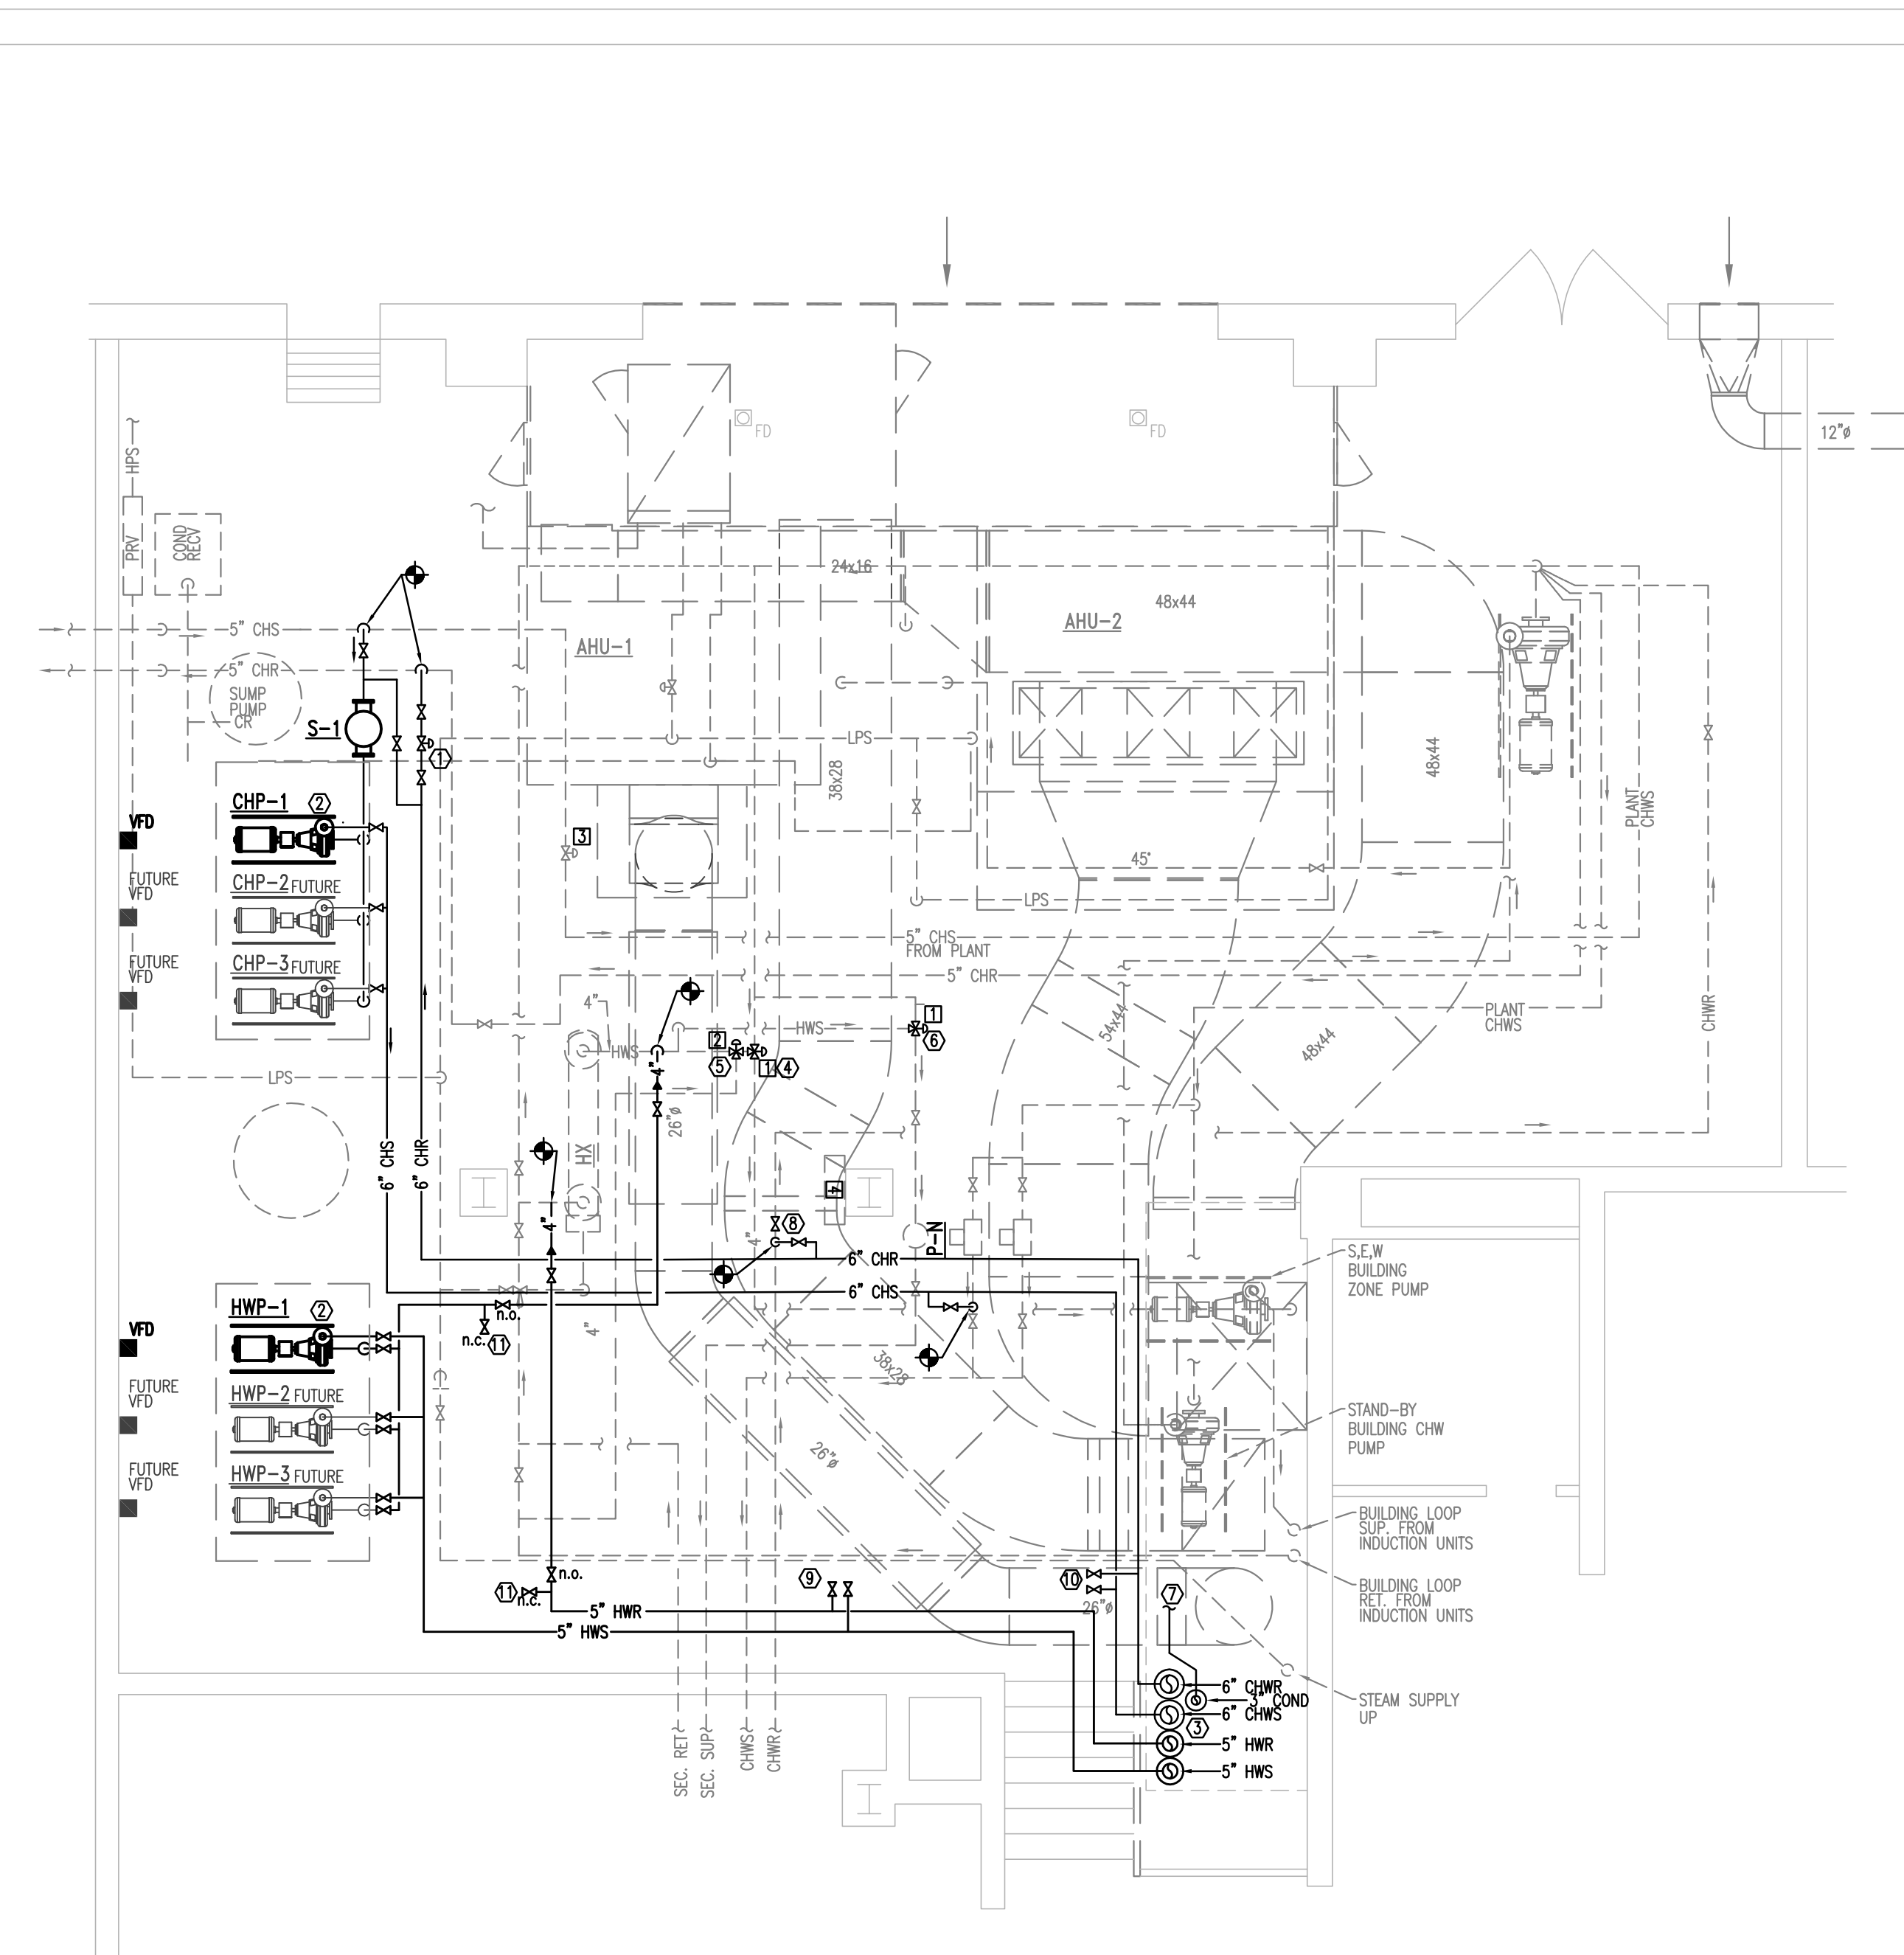 FD
FD
12"ø
HPS
PRV
COND
RECV
24x16
48x44
AHU-2
AHU-1
5" CHS
5" CHR
SUMP
PUMP
CR
S-1
LPS
38x28
48x44
PLANT
CHWS
1
CHP-1
2
VFD
3
45°
CHP-2 FUTURE
FUTURE
VFD
LPS
5" CHS
FROM PLANT
CHP-3 FUTURE
FUTURE
VFD
5" CHR
4"
HWS
1
6
PLANT
CHWS
CHWR
54x44
48x44
HWS
4"
2
5
1
4
LPS
26"ø
HX
6" CHS
6" CHR
4
4"
8
4"
P-N
6" CHR
6" CHS
S,E,W
BUILDING
ZONE PUMP
HWP-1
2
VFD
n.o.
n.c.
11
4"
38x28
HWP-2 FUTURE
FUTURE
VFD
STAND-BY
BUILDING CHW
PUMP
26"ø
HWP-3 FUTURE
FUTURE
VFD
BUILDING LOOP
SUP. FROM
INDUCTION UNITS
n.o.
11
n.c.
9
10
26"ø
7
BUILDING LOOP
RET. FROM
INDUCTION UNITS
5" HWR
5" HWS
6" CHWR
3" COND
6" CHWS
3
5" HWR
5" HWS
STEAM SUPPLY
UP
SEC. RET
SEC. SUP
CHWS
CHWR